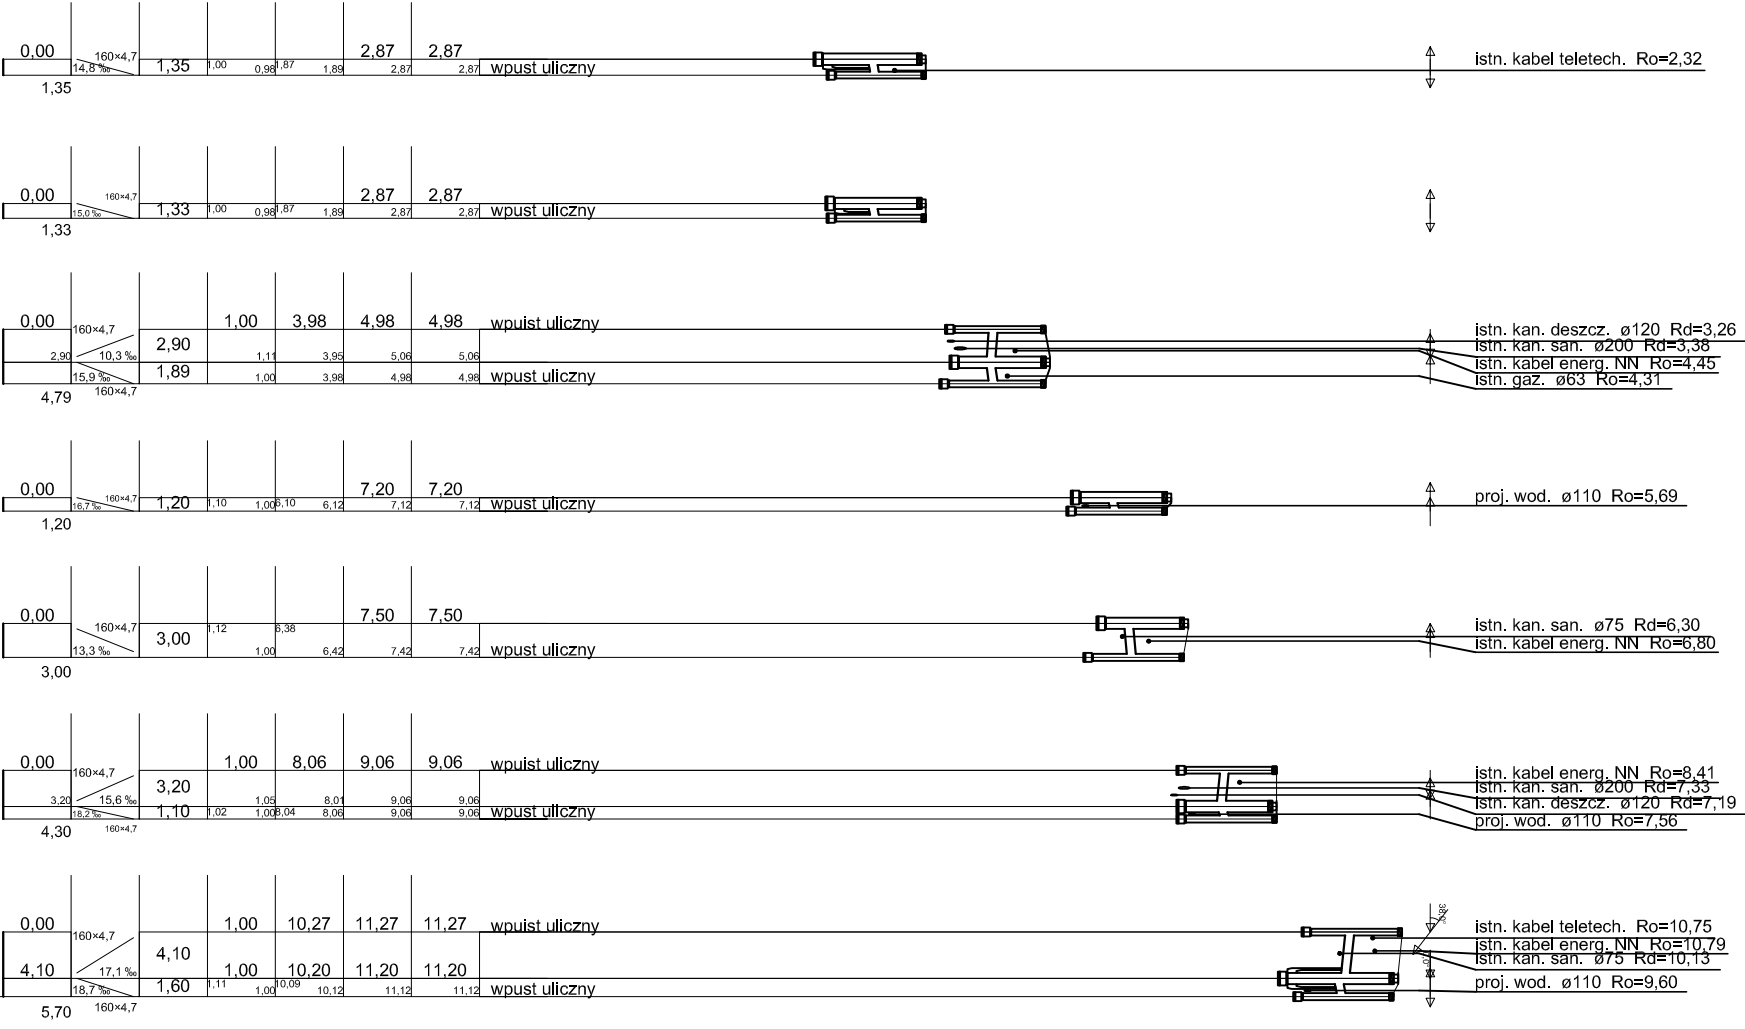 0,00 160×4,7 2,87 2,87
14,8 ‰ 1,35 1,00 0,98 1,87 1,89 2,87 2,87 wpust uliczny
1,35
istn. kabel teletech. Ro=2,32
0,00 160×4,7 2,87 2,87
15,0 ‰ 1,33 1,00 0,98 1,87 1,89 2,87 2,87 wpust uliczny
1,33
0,00 160×4,7 1,00 3,98 4,98 4,98 wpuist uliczny
2,90
2,90 10,3 ‰ 1,11 3,95 5,06 5,06
15,9 ‰ 1,89 1,00 3,98 4,98 4,98 wpust uliczny
4,79 160×4,7
istn. kan. deszcz. ø120 Rd=3,26
istn. kan. san. ø200 Rd=3,38
istn. kabel energ. NN Ro=4,45
istn. gaz. ø63 Ro=4,31
0,00 160×4,7 7,20 7,20
16,7 ‰ 1,20 1,10 1,00 6,10 6,12 7,12 7,12 wpust uliczny
1,20
proj. wod. ø110 Ro=5,69
0,00 160×4,7 7,50 7,50
3,00 1,12 6,38
13,3 ‰ 1,00 6,42 7,42 7,42 wpust uliczny
3,00
istn. kan. san. ø75 Rd=6,30
istn. kabel energ. NN Ro=6,80
0,00 160×4,7 1,00 8,06 9,06 9,06 wpuist uliczny
3,20
3,20 15,6 ‰ 1,05 8,01 9,06 9,06
18,2 ‰ 1,10 1,02 1,00 8,04 8,06 9,06 9,06 wpust uliczny
4,30 160×4,7
istn. kabel energ. NN Ro=8,41
istn. kan. san. ø200 Rd=7,33
istn. kan. deszcz. ø120 Rd=7,19
proj. wod. ø110 Ro=7,56
0,00 160×4,7 1,00 10,27 11,27 11,27 wpuist uliczny
4,10
4,10 17,1 ‰ 1,00 10,20 11,20 11,20
18,7 ‰ 1,60 1,11 1,00 10,09 10,12 11,12 11,12 wpust uliczny
5,70 160×4,7
istn. kabel teletech. Ro=10,75
istn. kabel energ. NN Ro=10,79
istn. kan. san. ø75 Rd=10,13
proj. wod. ø110 Ro=9,60